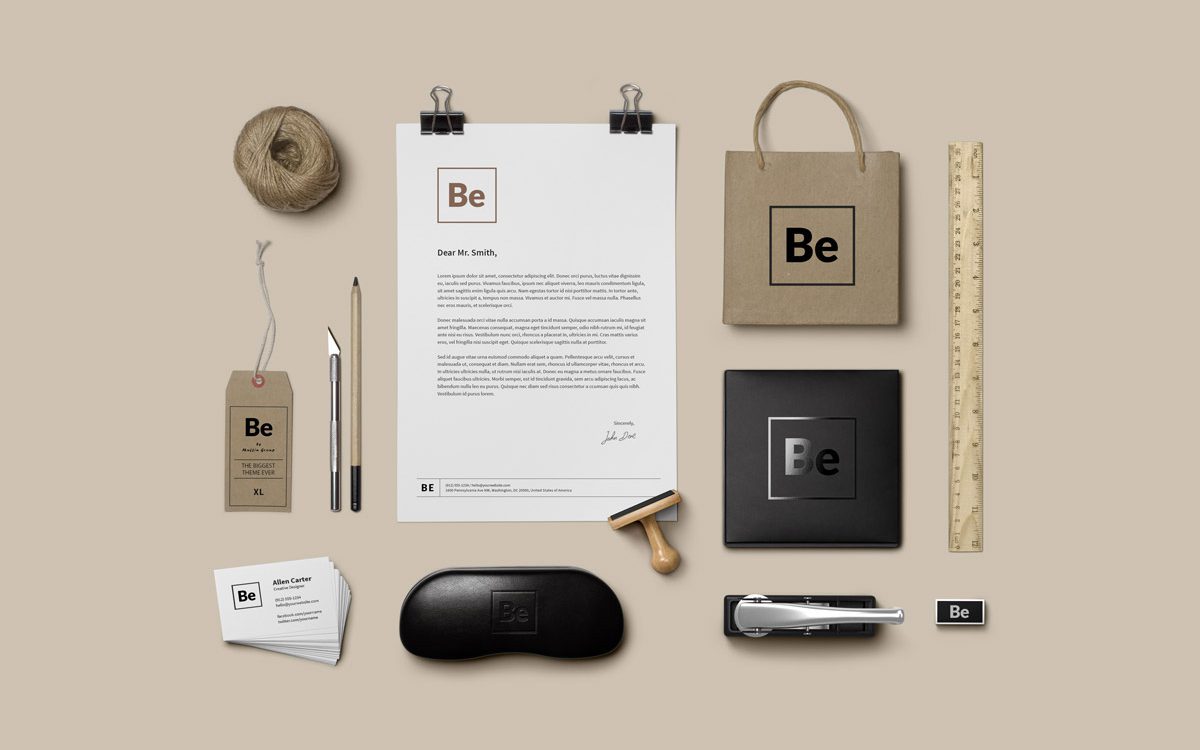 Be
Dear Mr. Smith,
Lorem ipsum dolor sit amet, consectetur adipiscing elit. Donec orci purus, luctus vitae dignissim
eu, iaculis sed purus. Vivamus faucibus, ipsum nec aliquet viverra, leo mauris condimentum ligula,
sit amet sagittis enim ligula quis arcu. Nam egestas tortor id nisi porttitor mattis. In tortor ante,
ultricies in suscipit a, tempus non massa. Vivamus et auctor mi. Fusce vel massa nulla. Phasellus
nec eros mauris, et scelerisque orci.
Donec malesuada orci vitae nulla accumsan porta a id massa. Quisque accumsan iaculis magna sit
amet fringilla. Maecenas consequat, magna eget tincidunt semper, odio nibh rutrum mi, id feugiat
ante nisi eu risus. Vestibulum nunc orci, rhoncus a placerat in, ultricies in mi. Cras mattis varius
eros, vel fringilla nisi suscipit eget. Quisque scelerisque sagittis nulla at porttitor.
Sed id augue vitae urna euismod commodo aliquet a quam. Pellentesque arcu velit, cursus et
malesuada ut, consequat et diam. Nullam erat sem, rhoncus id ullamcorper vitae, rhoncus et arcu.
In ultricies ultricies nulla, ut rutrum nisi iaculis at. Donec eu magna a metus ornare faucibus. Fusce
aliquet faucibus ultricies. Morbi semper, est id tincidunt gravida, sem arcu adipiscing lacus, ac
bibendum nulla leo eu purus. Quisque nec diam sed risus consectetur a ccumsan quis quis nibh.
Vestibulum id purus lorem.
Sincerely,
John Doe
BE
(912) 555-1234 / hello@yourwebsite.com
1600 Pennsylvania Ave NW, Washington, DC 20500, United States of America
Be
by
Muffin Group
THE BIGGEST
THEME EVER
XL
Be
Allen Carter
Creative Designer
(912) 555-1234
hello@yourwebsite.com
facebook.com/yourname
twitter.com/yourname
Be
Be
Be
Be